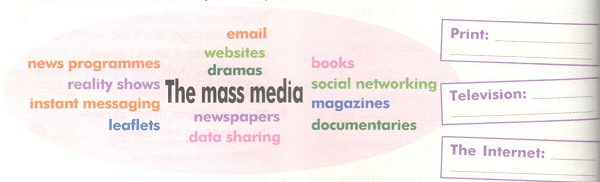 email
websites
dramas
news programmes
reality shows
instant messaging
leaflets
The mass media
newspapers
data sharing
books
social networking
magazines
documentaries
Print:
Television:
The Internet: